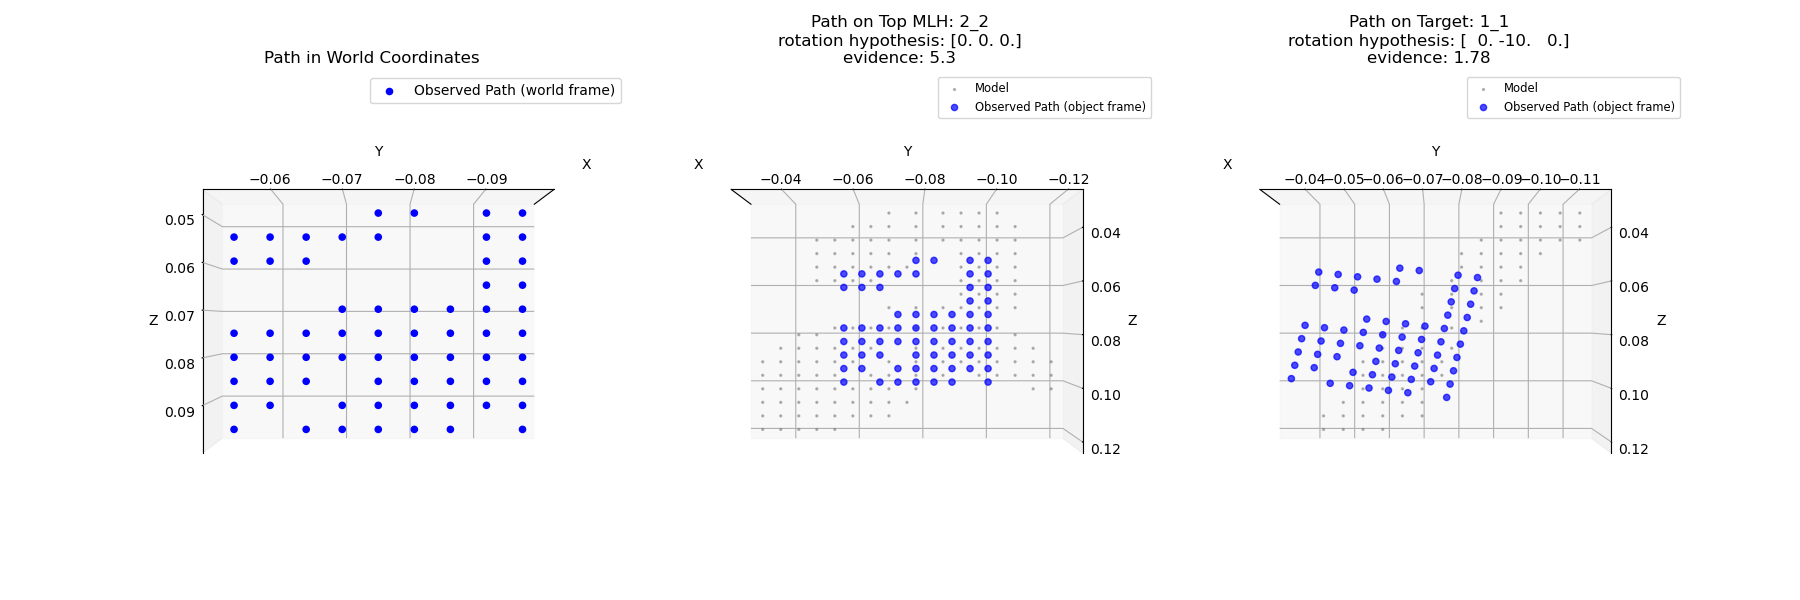 Path in World Coordinates
Observed Path (world frame)
Y
X
−0.06 −0.07 −0.08 −0.09
0.05
0.06
0.07
Z
0.08
0.09
Path on Top MLH: 2_2
rotation hypothesis: [0. 0. 0.]
evidence: 5.3
Model
Observed Path (object frame)
Y
X
−0.04 −0.06 −0.08 −0.10 −0.12
0.04
0.06
Z
0.08
0.10
0.12
Path on Target: 1_1
rotation hypothesis: [  0. -10.   0.]
evidence: 1.78
Model
Observed Path (object frame)
Y
X
−0.04 −0.05 −0.06 −0.07 −0.08 −0.09 −0.10 −0.11
0.04
0.06
Z
0.08
0.10
0.12